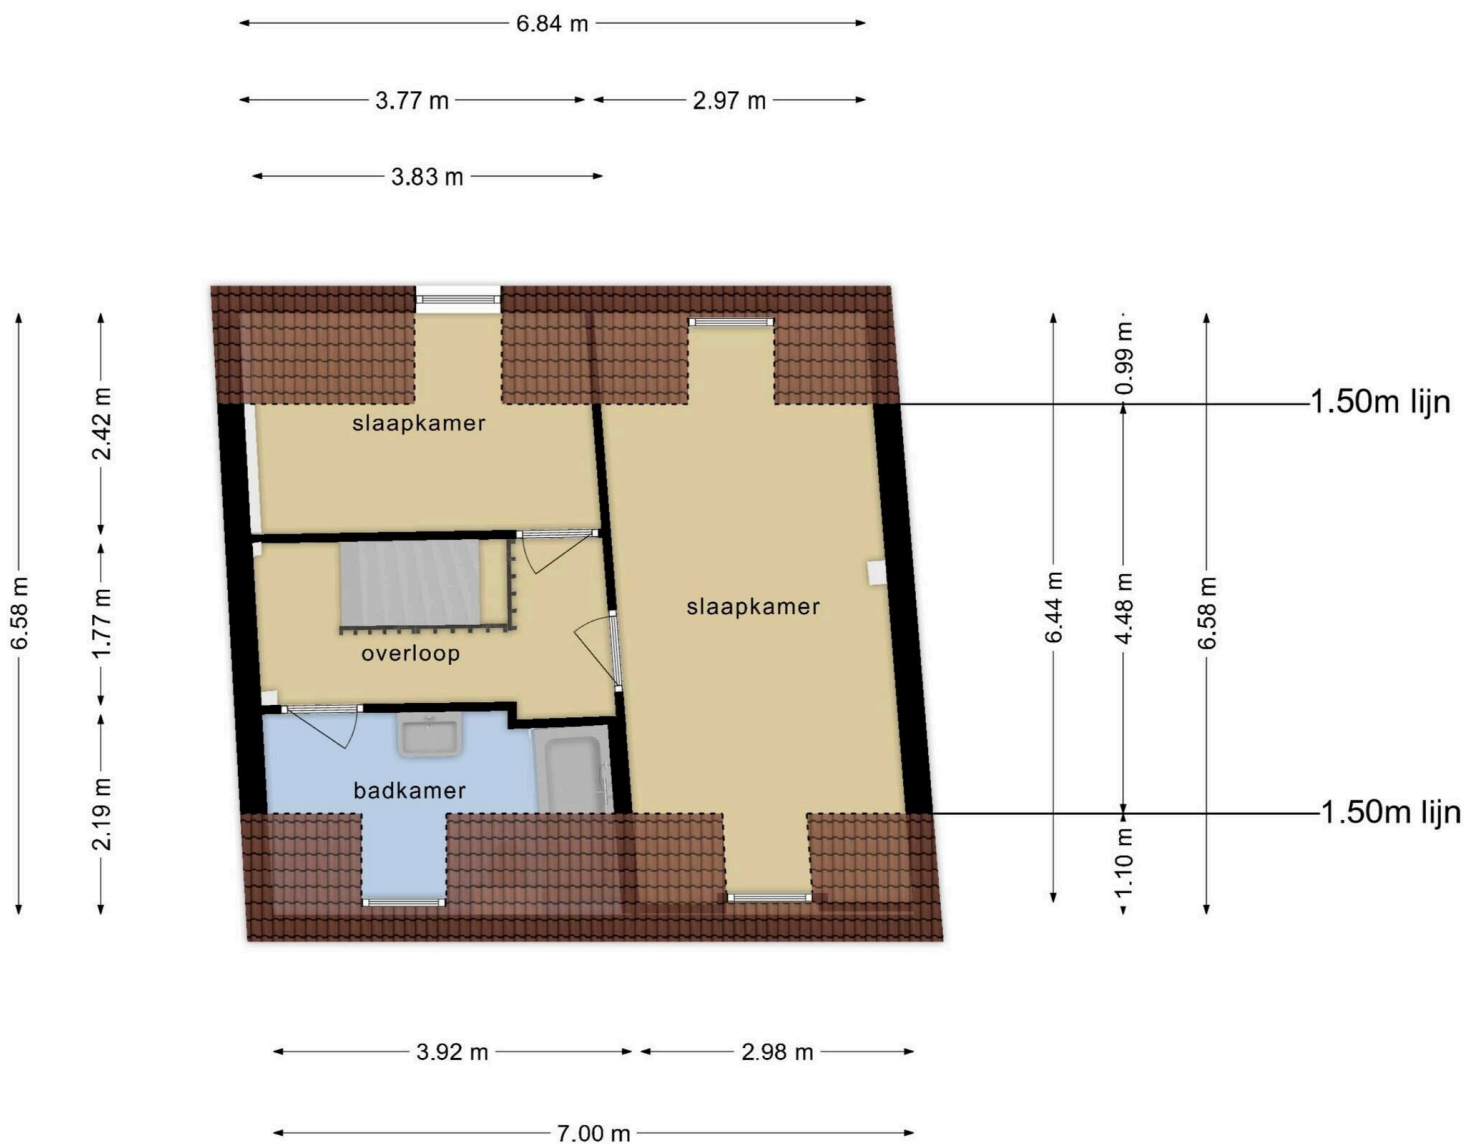 6.84 m
3.77 m
2.97 m
3.83 m
0.99 m
1.50m lijn
2.42 m
slaapkamer
6.58 m
1.77 m
slaapkamer
6.44 m
4.48 m
6.58 m
overloop
badkamer
2.19 m
1.50m lijn
1.10 m
3.92 m
2.98 m
7.00 m